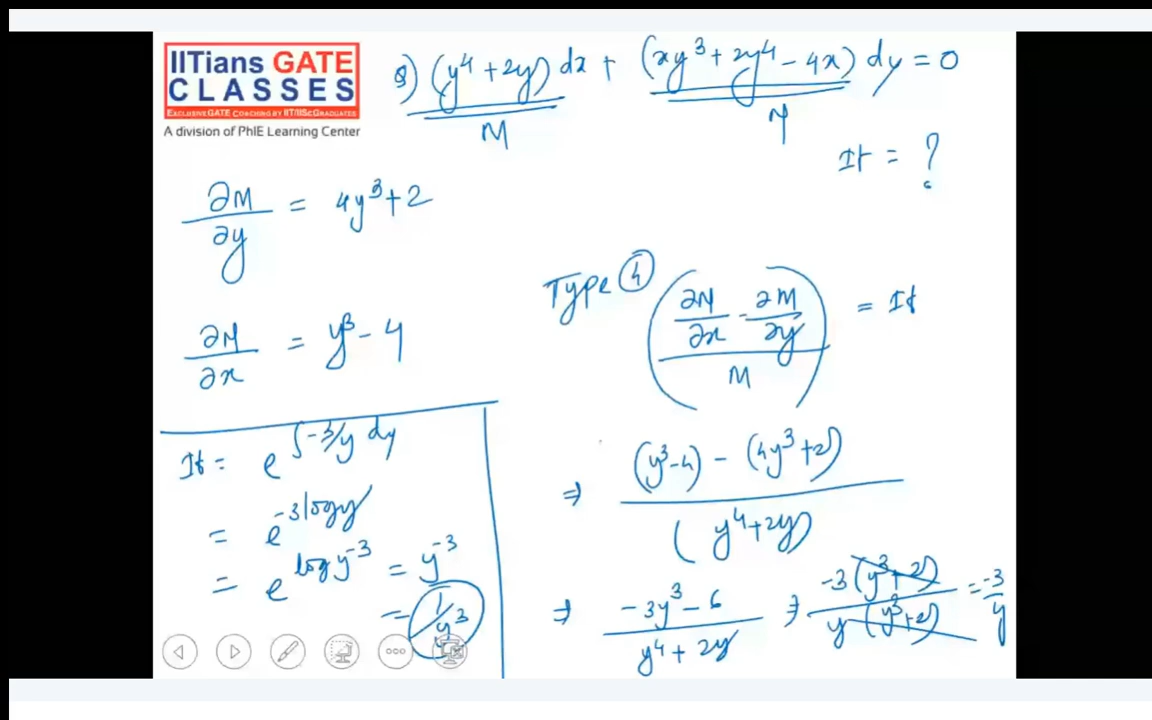 IITians GATE
CLASSES
EXCLUSIVE GATE COACHING BY IIT/IISC GRADUATES
A division of PhIE Learning Center
Q) (y⁴ + 2y) dx + (xy³ + 2y⁴ - 4x) dy = 0
M N
If = ?
∂M/∂y = 4y³ + 2
∂N/∂x = y³ - 4
Type ④ ((∂N/∂x - ∂M/∂y)/M) = If
⇒ ((y³-4) - (4y³+2))/(y⁴+2y)
⇒ (-3y³ - 6)/(y⁴ + 2y) ⇒ (-3(y³+2))/(y(y³+2)) = -3/y
If = e^(∫-3/y dy)
= e^(-3logy)
= e^(log y⁻³) = y⁻³
= 1/y³